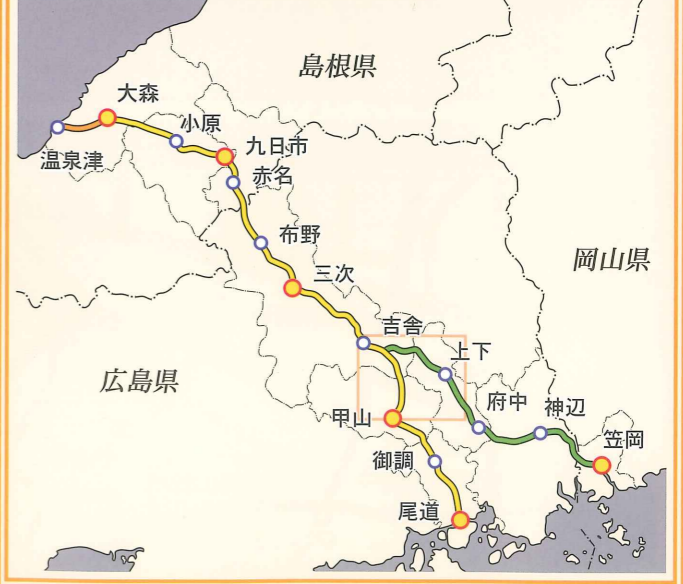 島根県
大森
小原
九日市
温泉津
赤名
布野
岡山県
三次
吉舎
上下
広島県
府中
神辺
甲山
笠岡
御調
尾道